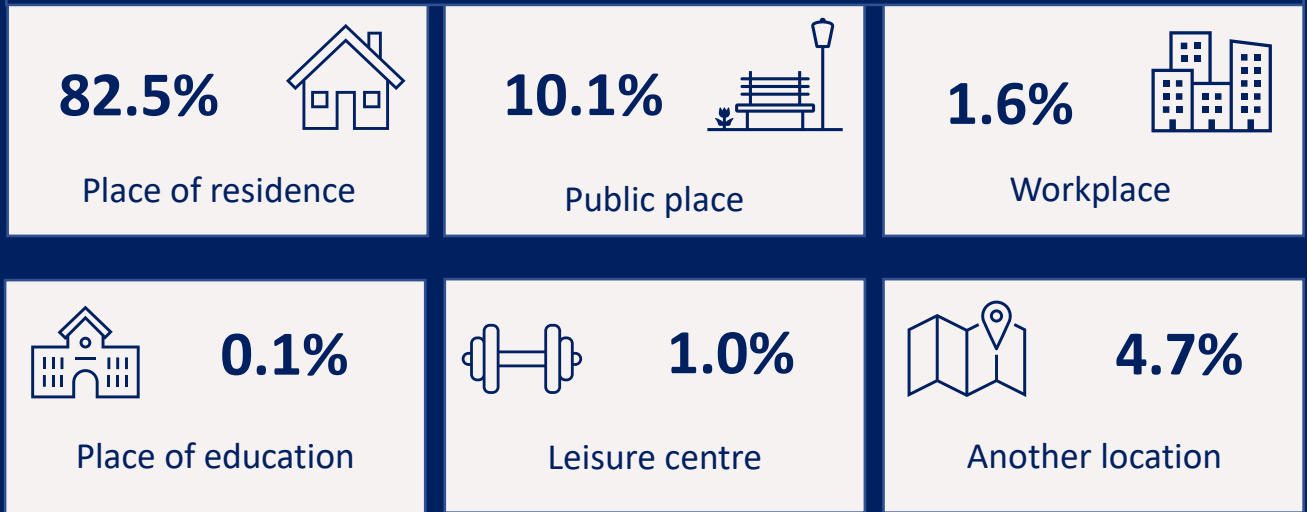 82.5%
Place of residence
10.1%
Public place
1.6%
Workplace
0.1%
Place of education
1.0%
Leisure centre
4.7%
Another location